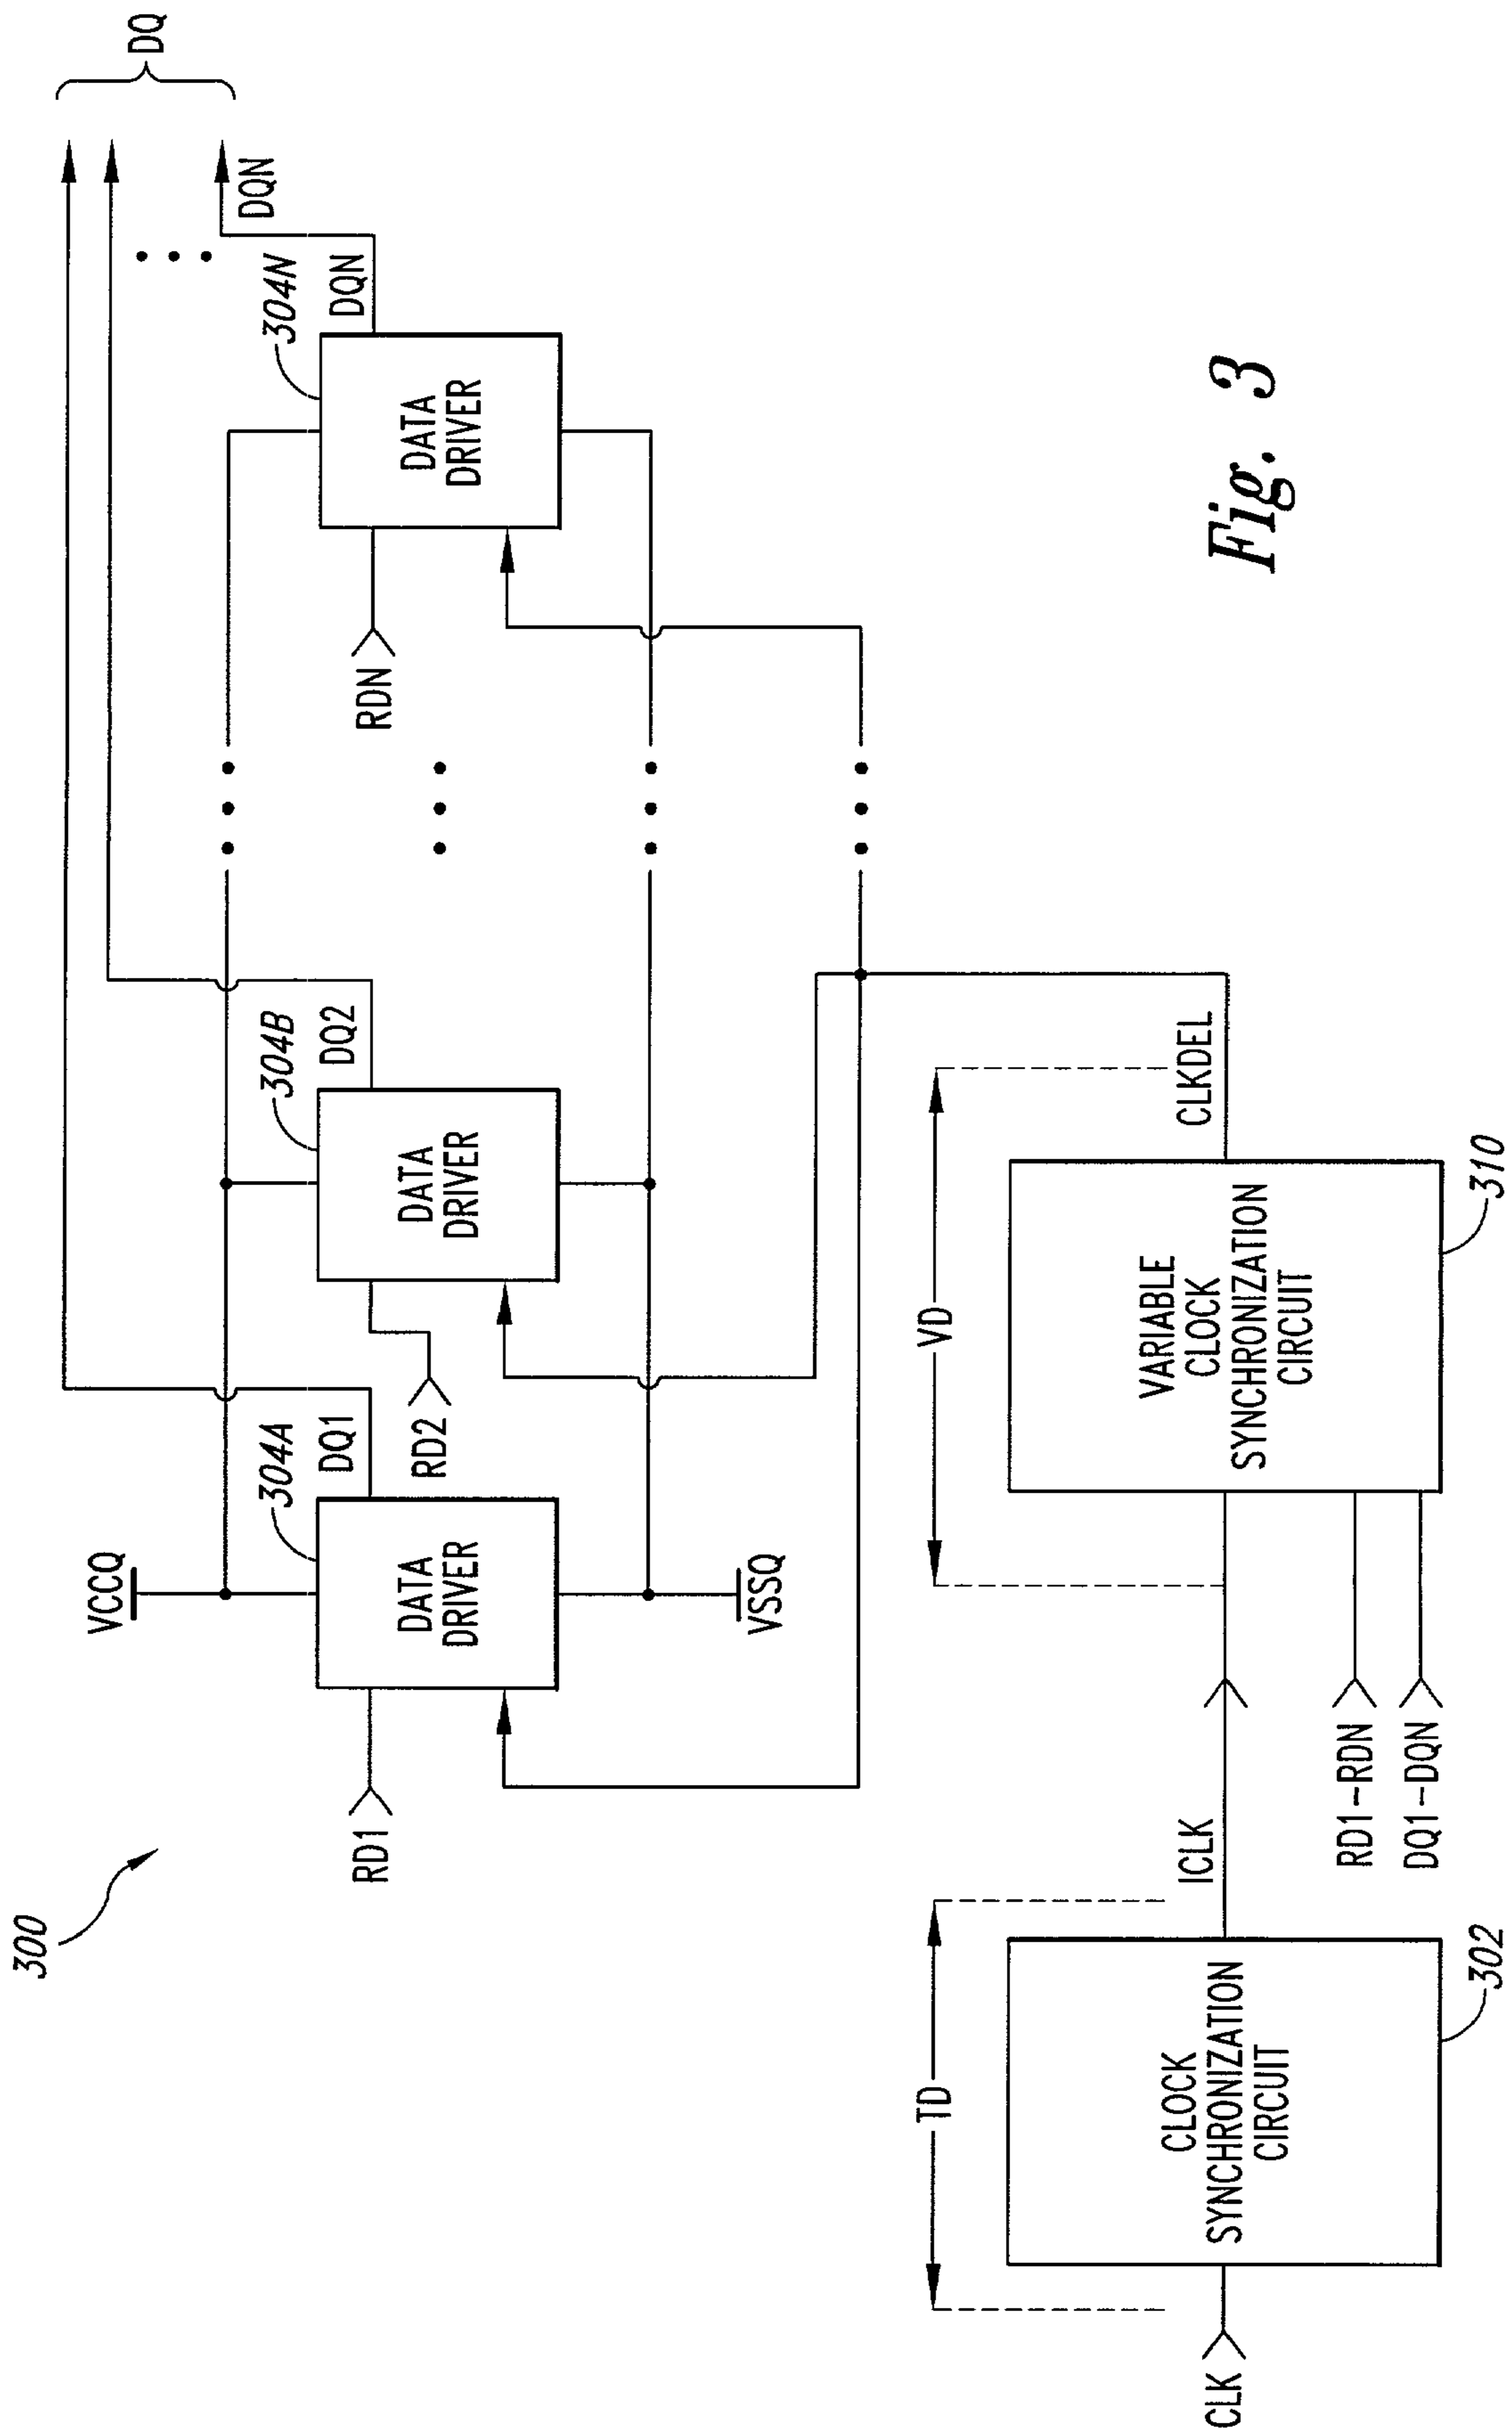 300
VCCQ
304A
DQ1
304B
DQ2
304N
DQN
DQN
DQ
RD1
DATA
DRIVER
RD2
DATA
DRIVER
RDN
DATA
DRIVER
VSSQ
TD
VD
CLK
CLOCK
SYNCHRONIZATION
CIRCUIT
302
ICLK
RD1-RDN
DQ1-DQN
VARIABLE
CLOCK
SYNCHRONIZATION
CIRCUIT
310
CLKDEL
Fig. 3